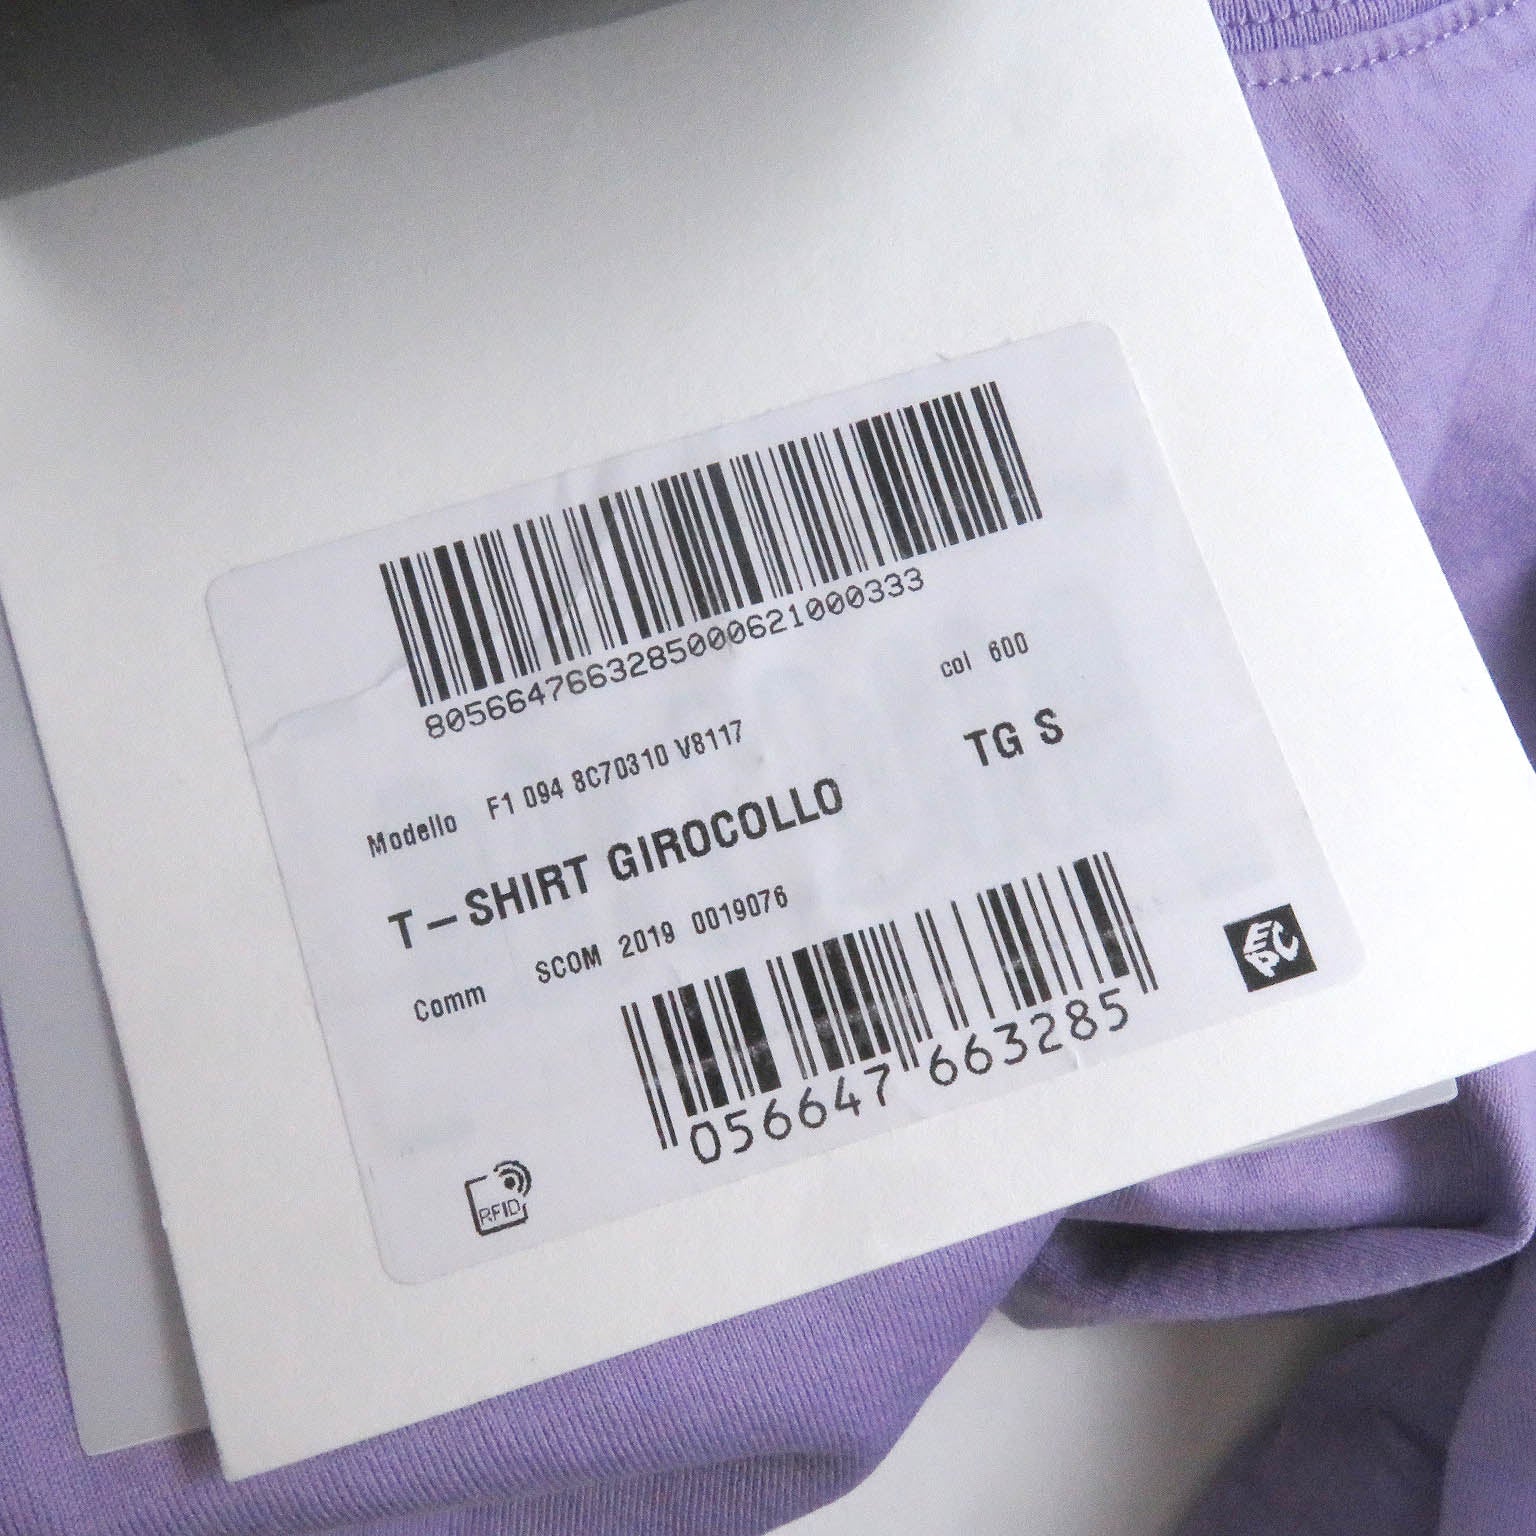 8056647663285000621000333
Modello F1 094 8C70310 V8117 col 600
T-SHIRT GIROCOLLO TG S
Comm SCOM 2019 0019076
056647 663285
RFID
EPC